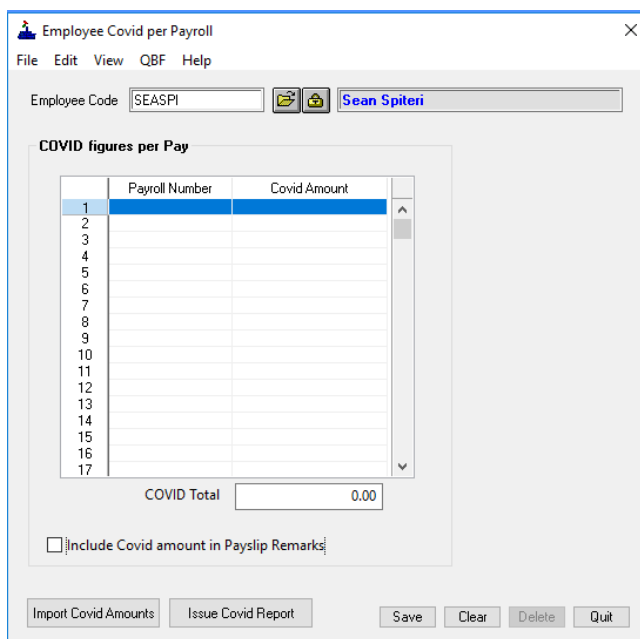 Employee Covid per Payroll
File Edit View QBF Help
Employee Code SEASPI Sean Spiteri
COVID figures per Pay
Payroll Number Covid Amount
1
2
3
4
5
6
7
8
9
10
11
12
13
14
15
16
17
COVID Total 0.00
Include Covid amount in Payslip Remarks
Import Covid Amounts Issue Covid Report Save Clear Delete Quit